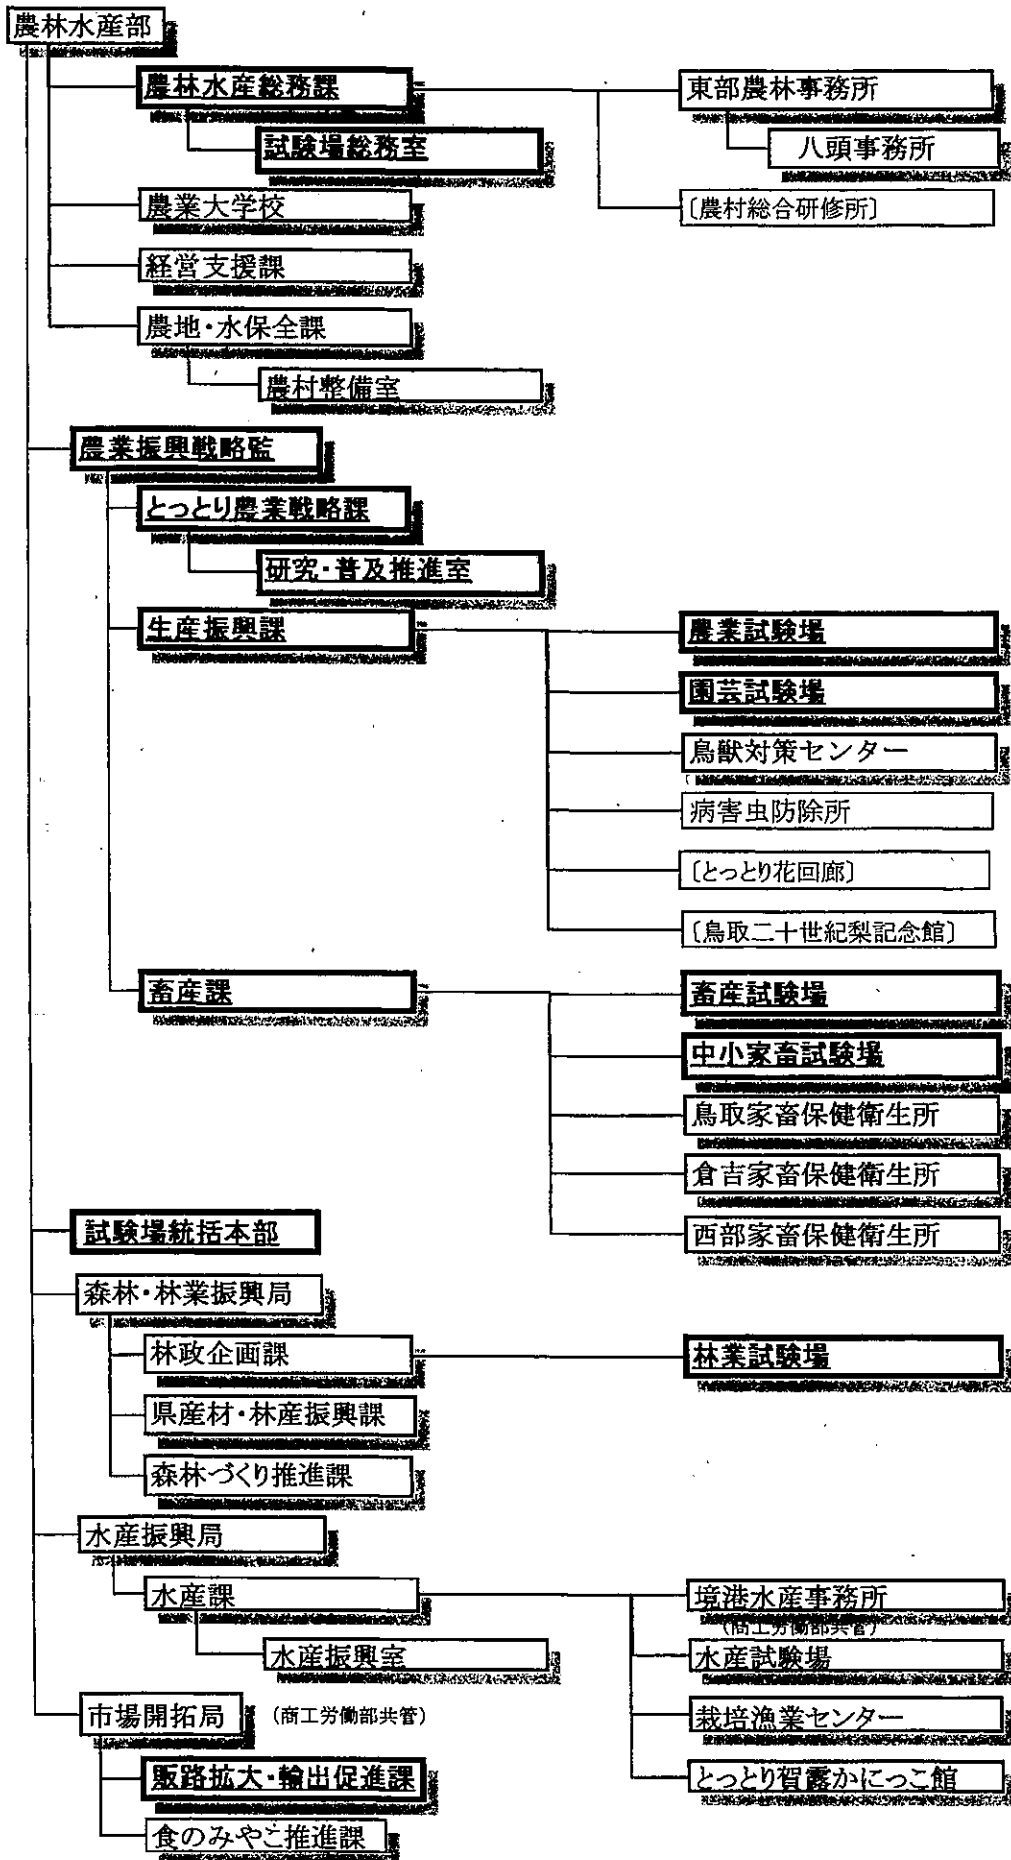 農林水産部
農林水産総務課
東部農林事務所
試験場総務室
八頭事務所
農業大学校
〔農村総合研修所〕
経営支援課
農地・水保全課
農村整備室
農業振興戦略監
とっとり農業戦略課
研究・普及推進室
生産振興課
農業試験場
園芸試験場
鳥獣対策センター
病害虫防除所
〔とっとり花回廊〕
〔鳥取二十世紀梨記念館〕
畜産課
畜産試験場
中小家畜試験場
鳥取家畜保健衛生所
倉吉家畜保健衛生所
西部家畜保健衛生所
試験場統括本部
森林・林業振興局
林政企画課
林業試験場
県産材・林産振興課
森林づくり推進課
水産振興局
水産課
境港水産事務所
(商工労働部共管)
水産振興室
水産試験場
市場開拓局 (商工労働部共管)
栽培漁業センター
販路拡大・輸出促進課
とっとり賀露かにっこ館
食のみやこ推進課